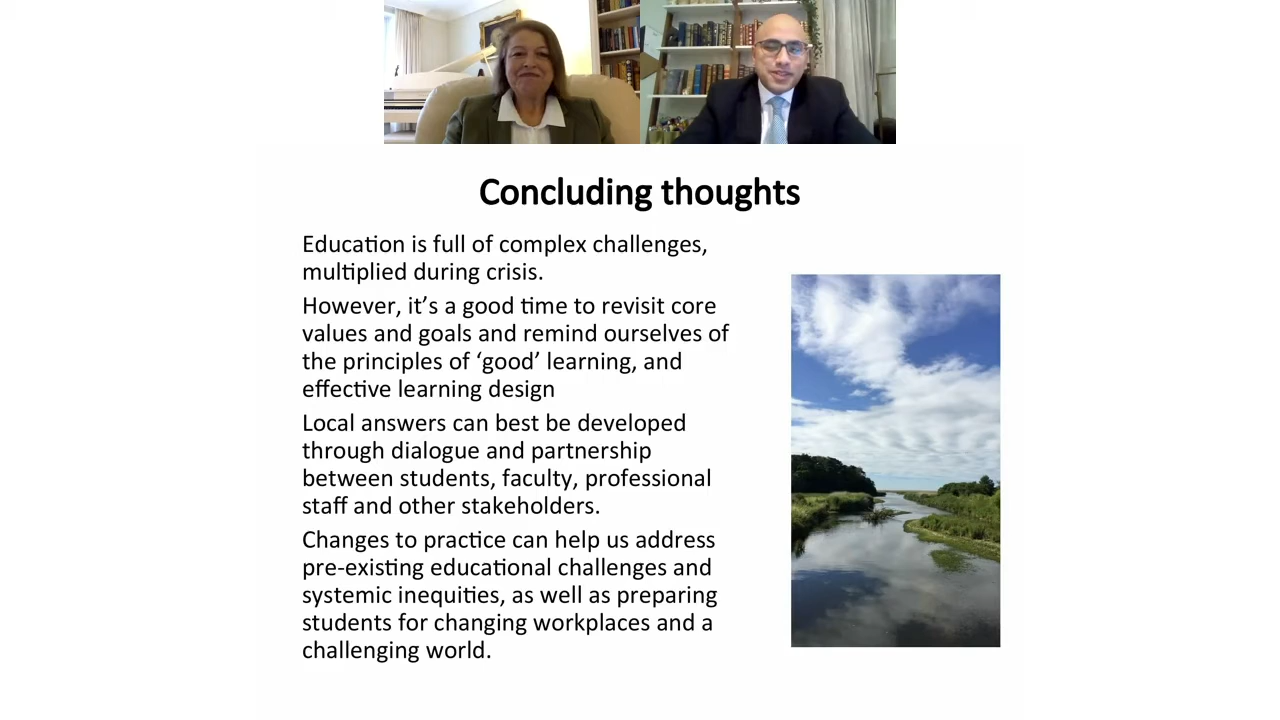 Concluding thoughts
Education is full of complex challenges,
multiplied during crisis.
However, it’s a good time to revisit core
values and goals and remind ourselves of
the principles of ‘good’ learning, and
effective learning design
Local answers can best be developed
through dialogue and partnership
between students, faculty, professional
staff and other stakeholders.
Changes to practice can help us address
pre-existing educational challenges and
systemic inequities, as well as preparing
students for changing workplaces and a
challenging world.